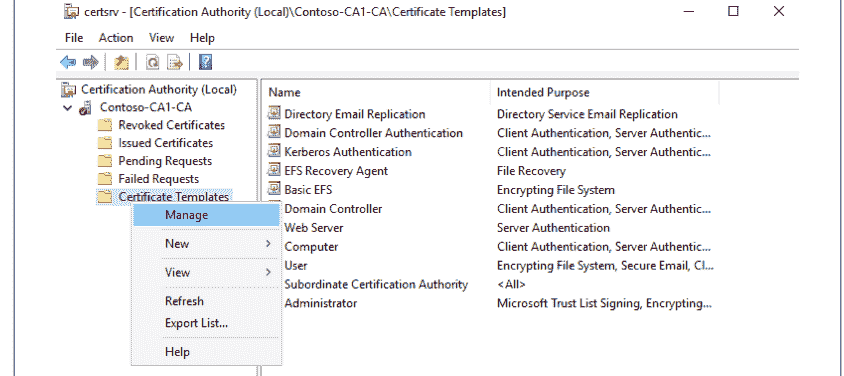 certsrv - [Certification Authority (Local)\Contoso-CA1-CA\Certificate Templates]
File Action View Help
Certification Authority (Local)
Contoso-CA1-CA
Revoked Certificates
Issued Certificates
Pending Requests
Failed Requests
Certificate Templates
Manage
New
View
Refresh
Export List...
Help
Name Intended Purpose
Directory Email Replication Directory Service Email Replication
Domain Controller Authentication Client Authentication, Server Authentic...
Kerberos Authentication Client Authentication, Server Authentic...
EFS Recovery Agent File Recovery
Basic EFS Encrypting File System
Domain Controller Client Authentication, Server Authentic...
Web Server Server Authentication
Computer Client Authentication, Server Authentic...
User Encrypting File System, Secure Email, Cl...
Subordinate Certification Authority <All>
Administrator Microsoft Trust List Signing, Encrypting...